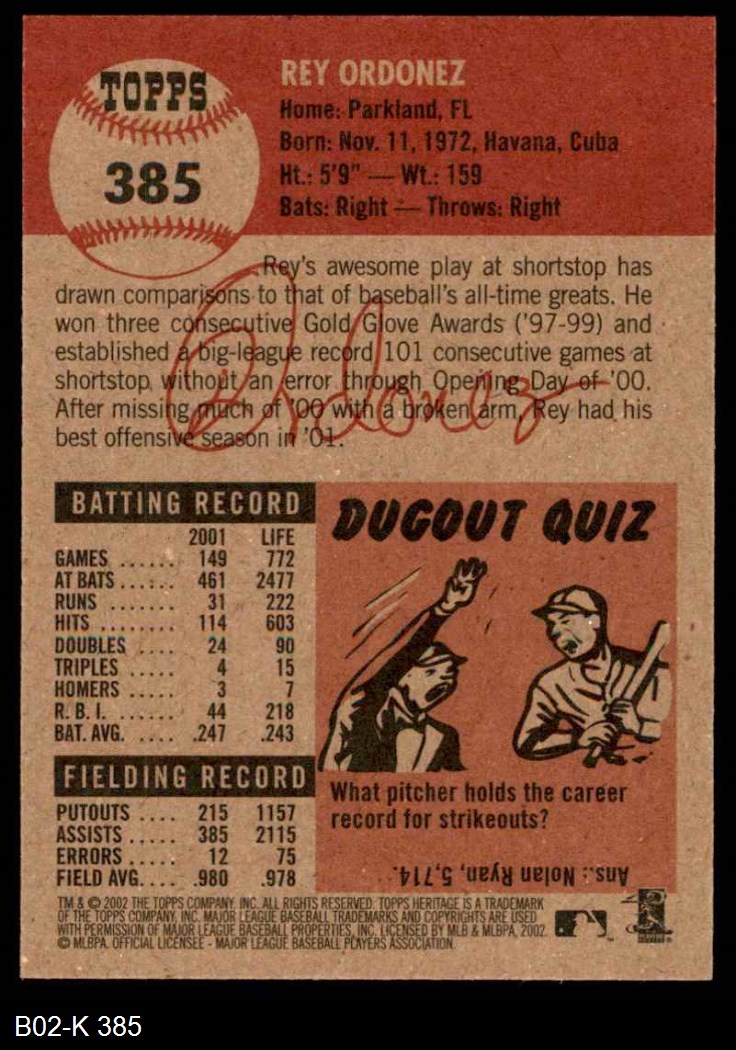 TOPPS
385
REY ORDONEZ
Home: Parkland, FL
Born: Nov. 11, 1972, Havana, Cuba
Ht.: 5'9" — Wt.: 159
Bats: Right — Throws: Right
Rey's awesome play at shortstop has
drawn comparisons to that of baseball's all-time greats. He
won three consecutive Gold Glove Awards ('97-99) and
established a big-league record 101 consecutive games at
shortstop without an error through Opening Day of '00.
After missing much of '00 with a broken arm, Rey had his
best offensive season in '01.
Ordonez
BATTING RECORD
2001 LIFE
GAMES ...... 149 772
AT BATS ...... 461 2477
RUNS ....... 31 222
HITS ........ 114 603
DOUBLES .... 24 90
TRIPLES ..... 4 15
HOMERS ..... 3 7
R. B. I. ...... 44 218
BAT. AVG. .... .247 .243
FIELDING RECORD
PUTOUTS .... 215 1157
ASSISTS ..... 385 2115
ERRORS ..... 12 75
FIELD AVG. ... .980 .978
DUGOUT QUIZ
What pitcher holds the career
record for strikeouts?
Ans.: Nolan Ryan, 5,714.
TM & © 2002 THE TOPPS COMPANY, INC. ALL RIGHTS RESERVED. TOPPS HERITAGE IS A TRADEMARK
OF THE TOPPS COMPANY, INC. MAJOR LEAGUE BASEBALL TRADEMARKS AND COPYRIGHTS ARE USED
WITH PERMISSION OF MAJOR LEAGUE BASEBALL PROPERTIES, INC. LICENSED BY MLB & MLBPA, 2002.
© MLBPA. OFFICIAL LICENSEE - MAJOR LEAGUE BASEBALL PLAYERS ASSOCIATION.
B02-K 385